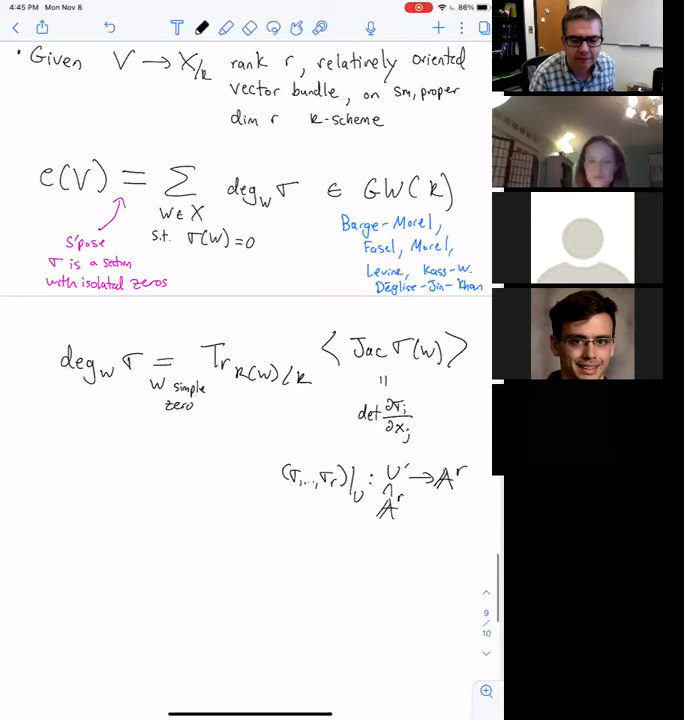 4:45 PM Mon Nov 8
86%
• Given V → X/k rank r, relatively oriented
vector bundle, on sm, proper
dim r k-scheme
e(V) = Σ deg_W σ ∈ GW(k)
W∈X
s.t. σ(W)=0
S'pose
σ is a section
with isolated zeros
Barge-Morel,
Fasel, Morel,
Levine, Kass-W.
Déglise-Jin-Khan
deg_W σ = Tr k(W)/k ⟨Jac σ(W)⟩
W simple
zero
=
det ∂σ_i
∂x_j
(σ_1,...,σ_r)|_U : U' → 𝔸^r
∩
𝔸^r
9
/
10